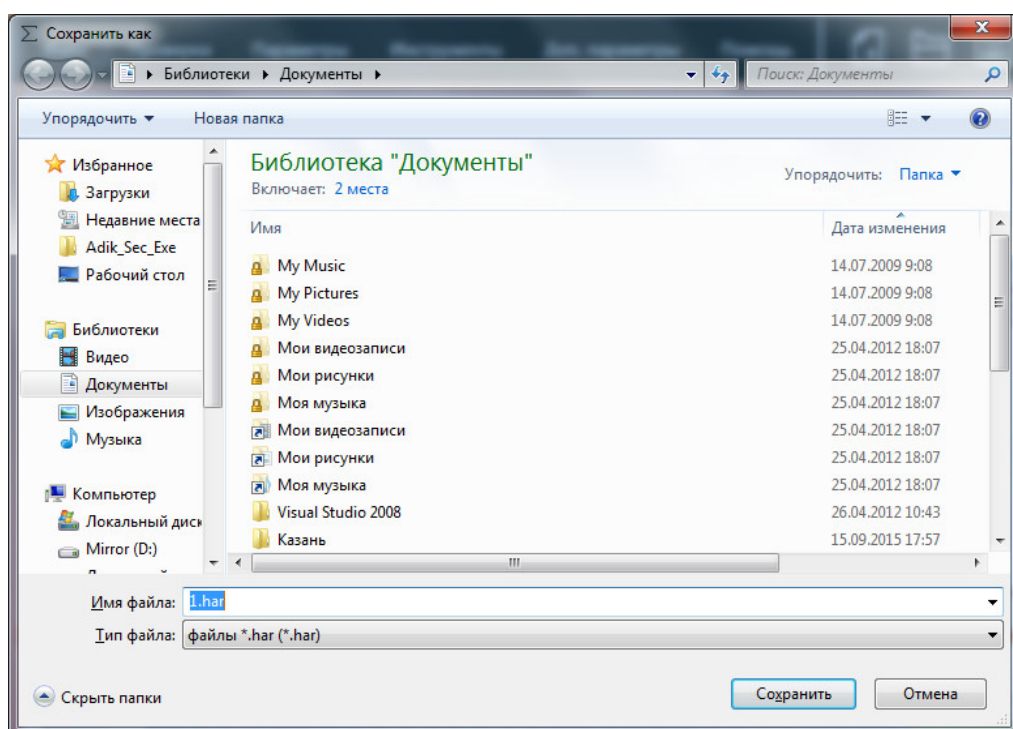 Сохранить как
Библиотеки Документы
Поиск: Документы
Упорядочить Новая папка
Избранное
Загрузки
Недавние места
Adik_Sec_Exe
Рабочий стол
Библиотеки
Видео
Документы
Изображения
Музыка
Компьютер
Локальный диск
Mirror (D:)
Библиотека "Документы"
Включает: 2 места
Упорядочить: Папка
Имя Дата изменения
My Music 14.07.2009 9:08
My Pictures 14.07.2009 9:08
My Videos 14.07.2009 9:08
Мои видеозаписи 25.04.2012 18:07
Мои рисунки 25.04.2012 18:07
Моя музыка 25.04.2012 18:07
Мои видеозаписи 25.04.2012 18:07
Мои рисунки 25.04.2012 18:07
Моя музыка 25.04.2012 18:07
Visual Studio 2008 26.04.2012 10:43
Казань 15.09.2015 17:57
Имя файла: 1.har
Тип файла: файлы *.har (*.har)
Скрыть папки
Сохранить Отмена